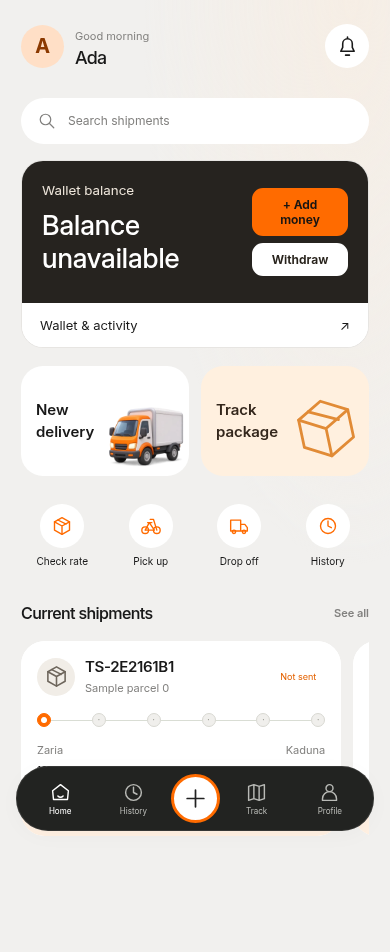 A
Good morning
Ada
Search shipments
Wallet balance
Balance
unavailable
+ Add
money
Withdraw
Wallet & activity
New
delivery
Track
package
Check rate
Pick up
Drop off
History
Current shipments
See all
TS-2E2161B1
Sample parcel 0
Not sent
Zaria
Kaduna
Home
History
Track
Profile